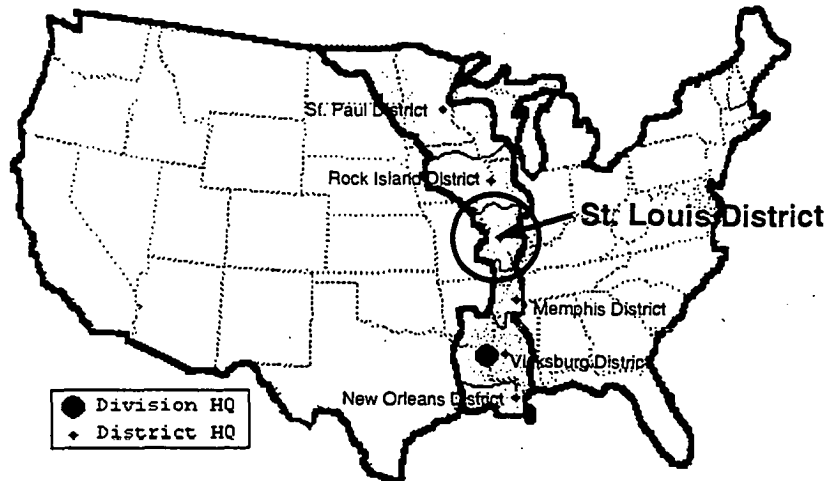 St. Paul District
Rock Island District
St. Louis District
Memphis District
Vicksburg District
New Orleans District
Division HQ
District HQ